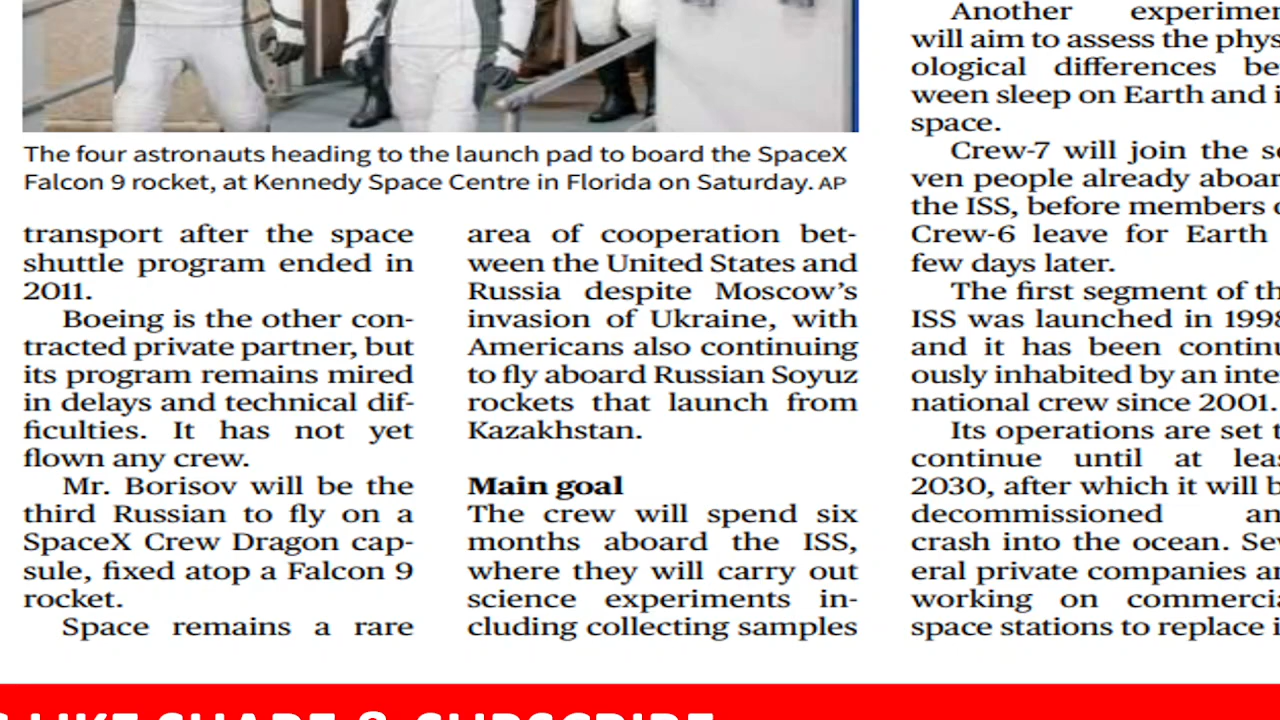 The four astronauts heading to the launch pad to board the SpaceX
Falcon 9 rocket, at Kennedy Space Centre in Florida on Saturday. AP
transport after the space
shuttle program ended in
2011.
Boeing is the other con-
tracted private partner, but
its program remains mired
in delays and technical dif-
ficulties. It has not yet
flown any crew.
Mr. Borisov will be the
third Russian to fly on a
SpaceX Crew Dragon cap-
sule, fixed atop a Falcon 9
rocket.
Space remains a rare
area of cooperation bet-
ween the United States and
Russia despite Moscow’s
invasion of Ukraine, with
Americans also continuing
to fly aboard Russian Soyuz
rockets that launch from
Kazakhstan.
Main goal
The crew will spend six
months aboard the ISS,
where they will carry out
science experiments in-
cluding collecting samples
Another
will aim to assess the phys
ological differences be
ween sleep on Earth and
space.
Crew-7 will join the
ven people already
the ISS, before members
Crew-6 leave for Earth
few days later.
The first segment of
ISS was launched in 1998
and it has been continu
ously inhabited by an inte
national crew since 2001.
Its operations are set
continue until at
2030, after which it will
decommissioned
crash into the ocean. Sev
eral private companies
working on
space stations to replace
LIKE SHARE & SUBSCRIBE